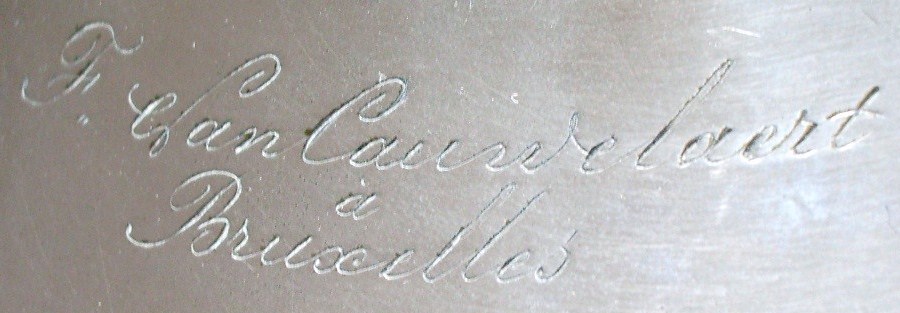 F. Van Cauwelaert
à
Bruxelles